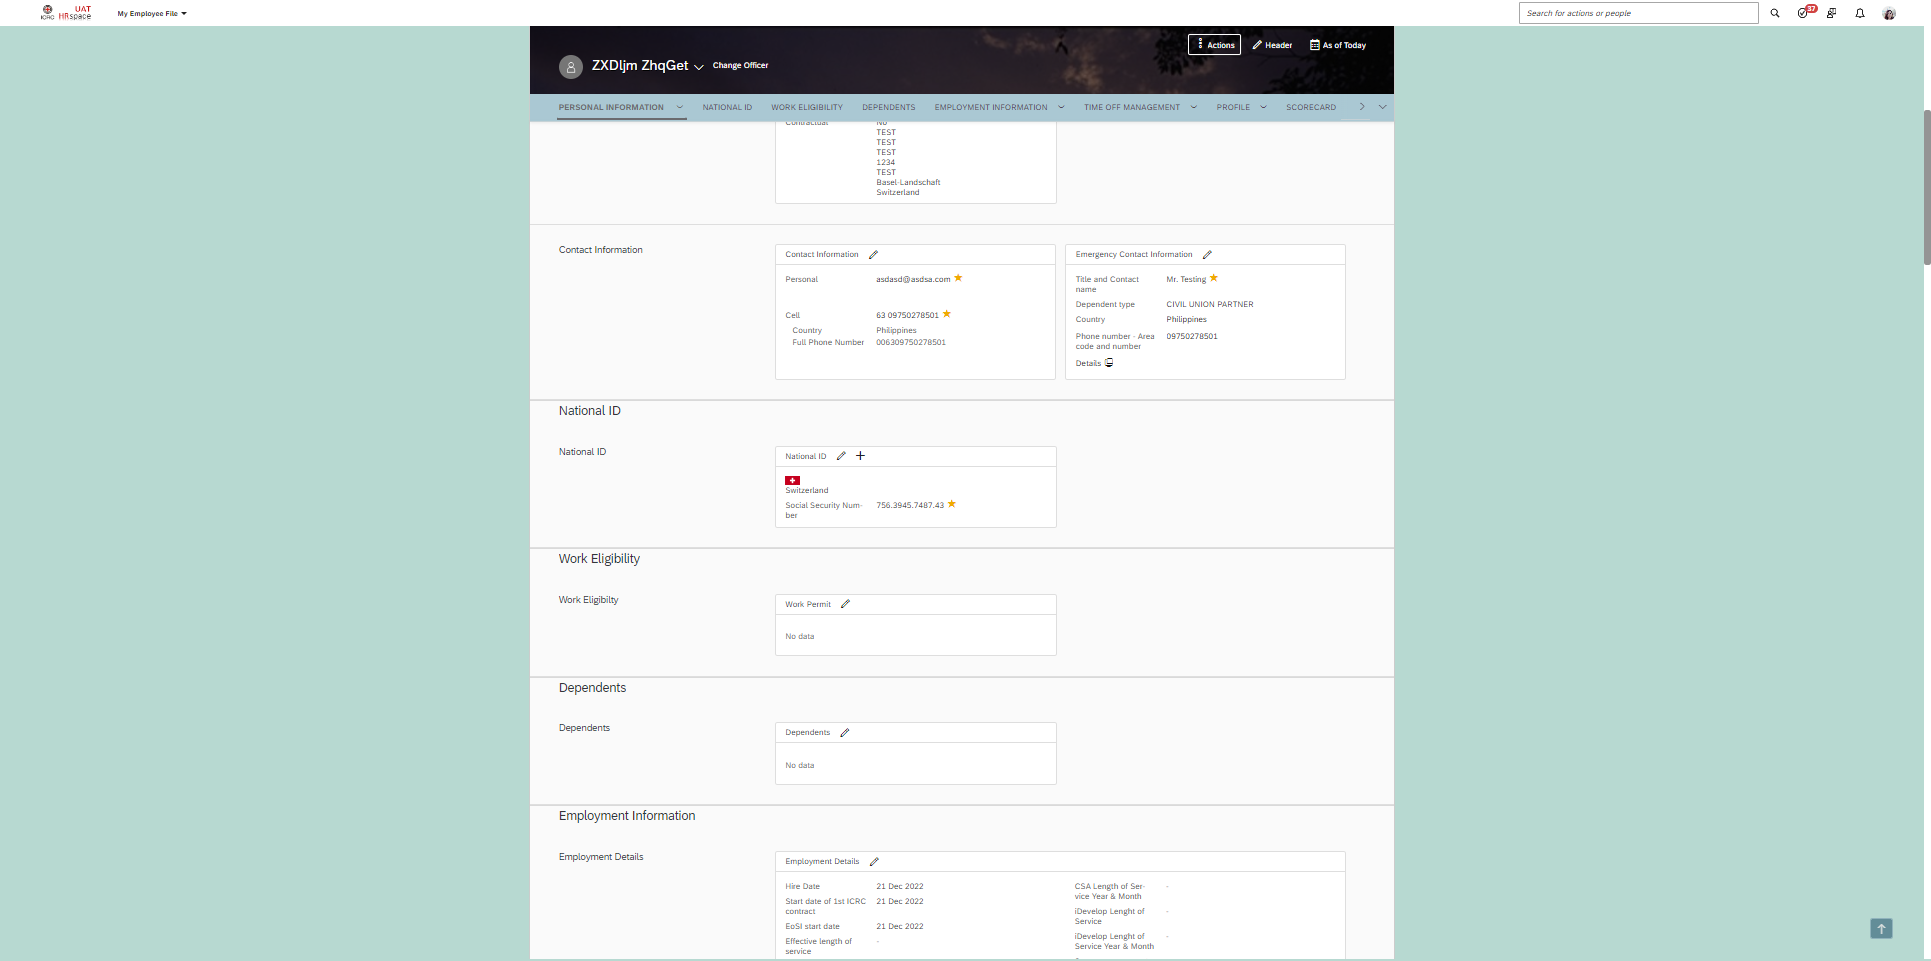 ICRC
UAT
HRspace
My Employee File
Search for actions or people
37
Actions
Header
As of Today
ZXDljm ZhqGet
Change Officer
PERSONAL INFORMATION
NATIONAL ID
WORK ELIGIBILITY
DEPENDENTS
EMPLOYMENT INFORMATION
TIME OFF MANAGEMENT
PROFILE
SCORECARD
Contractual No
TEST
TEST
TEST
1234
TEST
Basel-Landschaft
Switzerland
Contact Information
Contact Information
Personal asdasd@asdsa.com
Cell 63 09750278501
Country Philippines
Full Phone Number 006309750278501
Emergency Contact Information
Title and Contact Mr. Testing
name
Dependent type CIVIL UNION PARTNER
Country Philippines
Phone number - Area 09750278501
code and number
Details
National ID
National ID
National ID
Switzerland
Social Security Num- 756.3945.7487.43
ber
Work Eligibility
Work Eligibilty
Work Permit
No data
Dependents
Dependents
Dependents
No data
Employment Information
Employment Details
Employment Details
Hire Date 21 Dec 2022
Start date of 1st ICRC 21 Dec 2022
contract
EoSI start date 21 Dec 2022
Effective length of -
service
CSA Length of Ser- -
vice Year & Month
iDevelop Lenght of -
Service
iDevelop Lenght of -
Service Year & Month